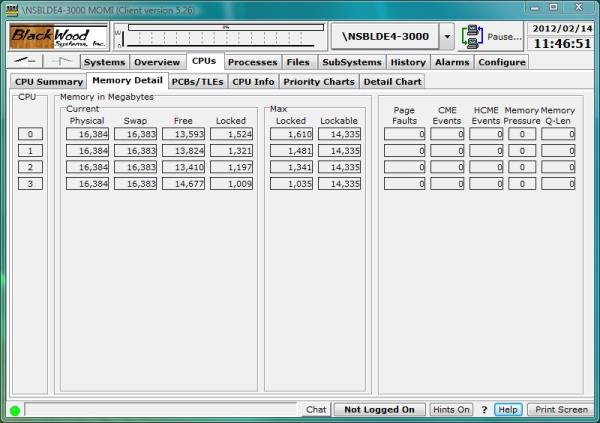 \NSBLDE4-3000 MOMI (Client version 5.26)
BlackWood
Systems, Inc.
0%
\NSBLDE4-3000
Pause...
2012/02/14
11:46:51
Systems Overview CPUs Processes Files SubSystems History Alarms Configure
CPU Summary Memory Detail PCBs/TLEs CPU Info Priority Charts Detail Chart
CPU Memory in Megabytes
Current Max Page CME HCME Memory Memory
Physical Swap Free Locked Locked Lockable Faults Events Events Pressure Q-Len
0 16,384 16,383 13,593 1,524 1,610 14,335 0 0 0 0 0
1 16,384 16,383 13,824 1,321 1,481 14,335 0 0 0 0 0
2 16,384 16,383 13,410 1,197 1,341 14,335 0 0 0 0 0
3 16,384 16,383 14,677 1,009 1,035 14,335 0 0 0 0 0
Chat Not Logged On Hints On ? Help Print Screen